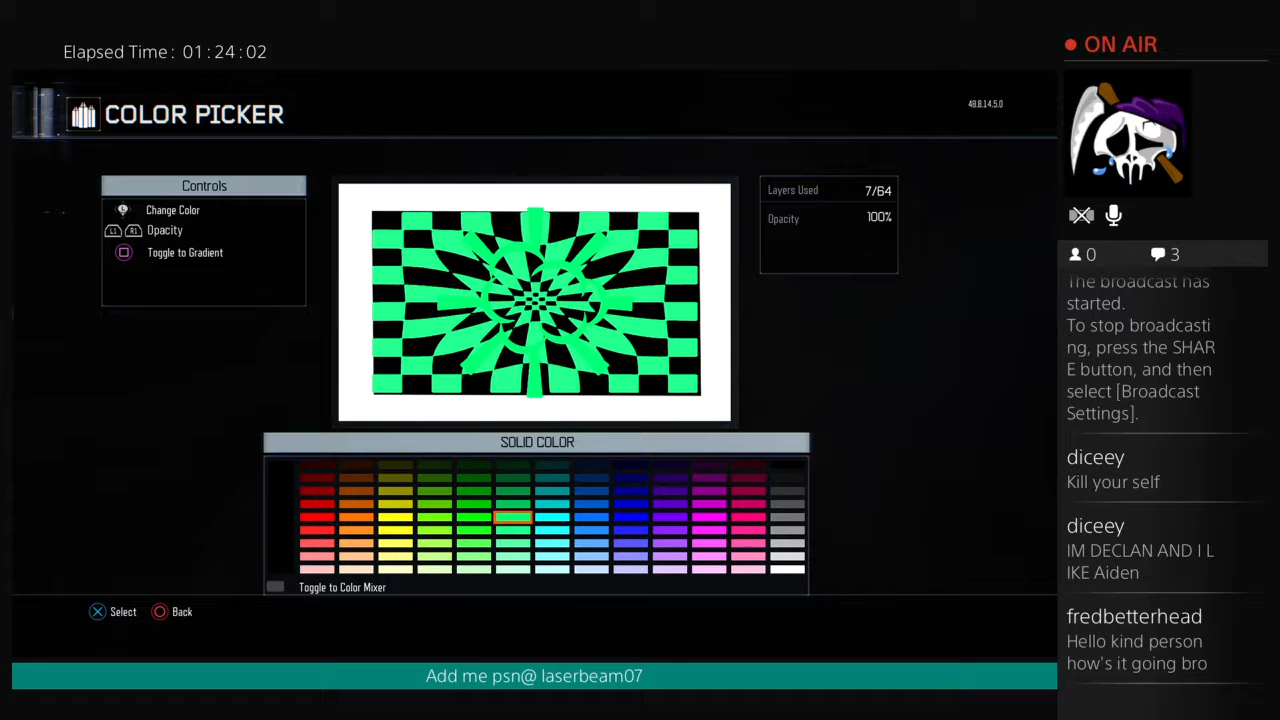 Elapsed Time: 01:24:02
ON AIR
COLOR PICKER
48.8.14.5.0
Controls
Change Color
L1 R1 Opacity
Toggle to Gradient
Layers Used 7/64
Opacity 100%
0 3
The broadcast has
started.
To stop broadcasti
ng, press the SHAR
E button, and then
select [Broadcast
Settings].
diceey
Kill your self
diceey
IM DECLAN AND I L
IKE Aiden
fredbetterhead
Hello kind person
how's it going bro
SOLID COLOR
Toggle to Color Mixer
Select Back
Add me psn@ laserbeam07